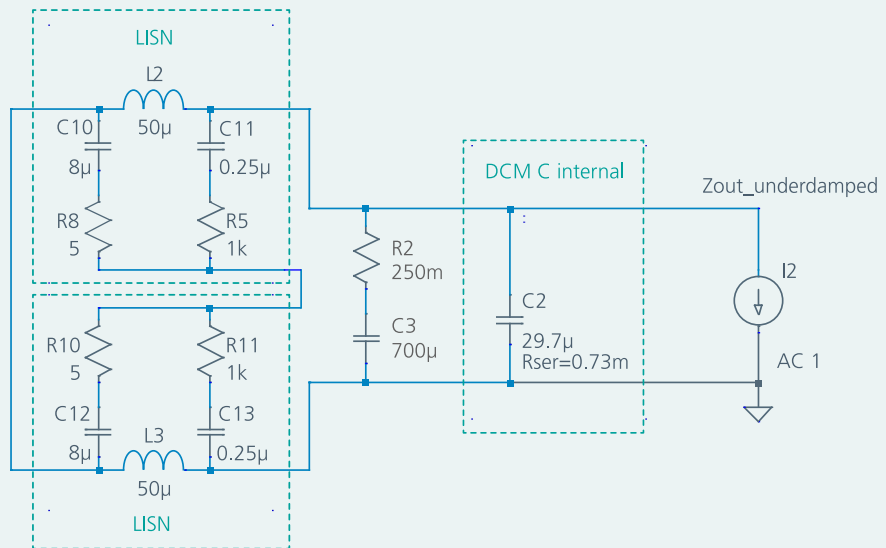 LISN
L2
50µ
C10
8µ
C11
0.25µ
R8
5
R5
1k
R10
5
R11
1k
C12
8µ
C13
0.25µ
L3
50µ
LISN
R2
250m
C3
700µ
DCM C internal
C2
29.7µ
Rser=0.73m
Zout_underdamped
I2
AC 1